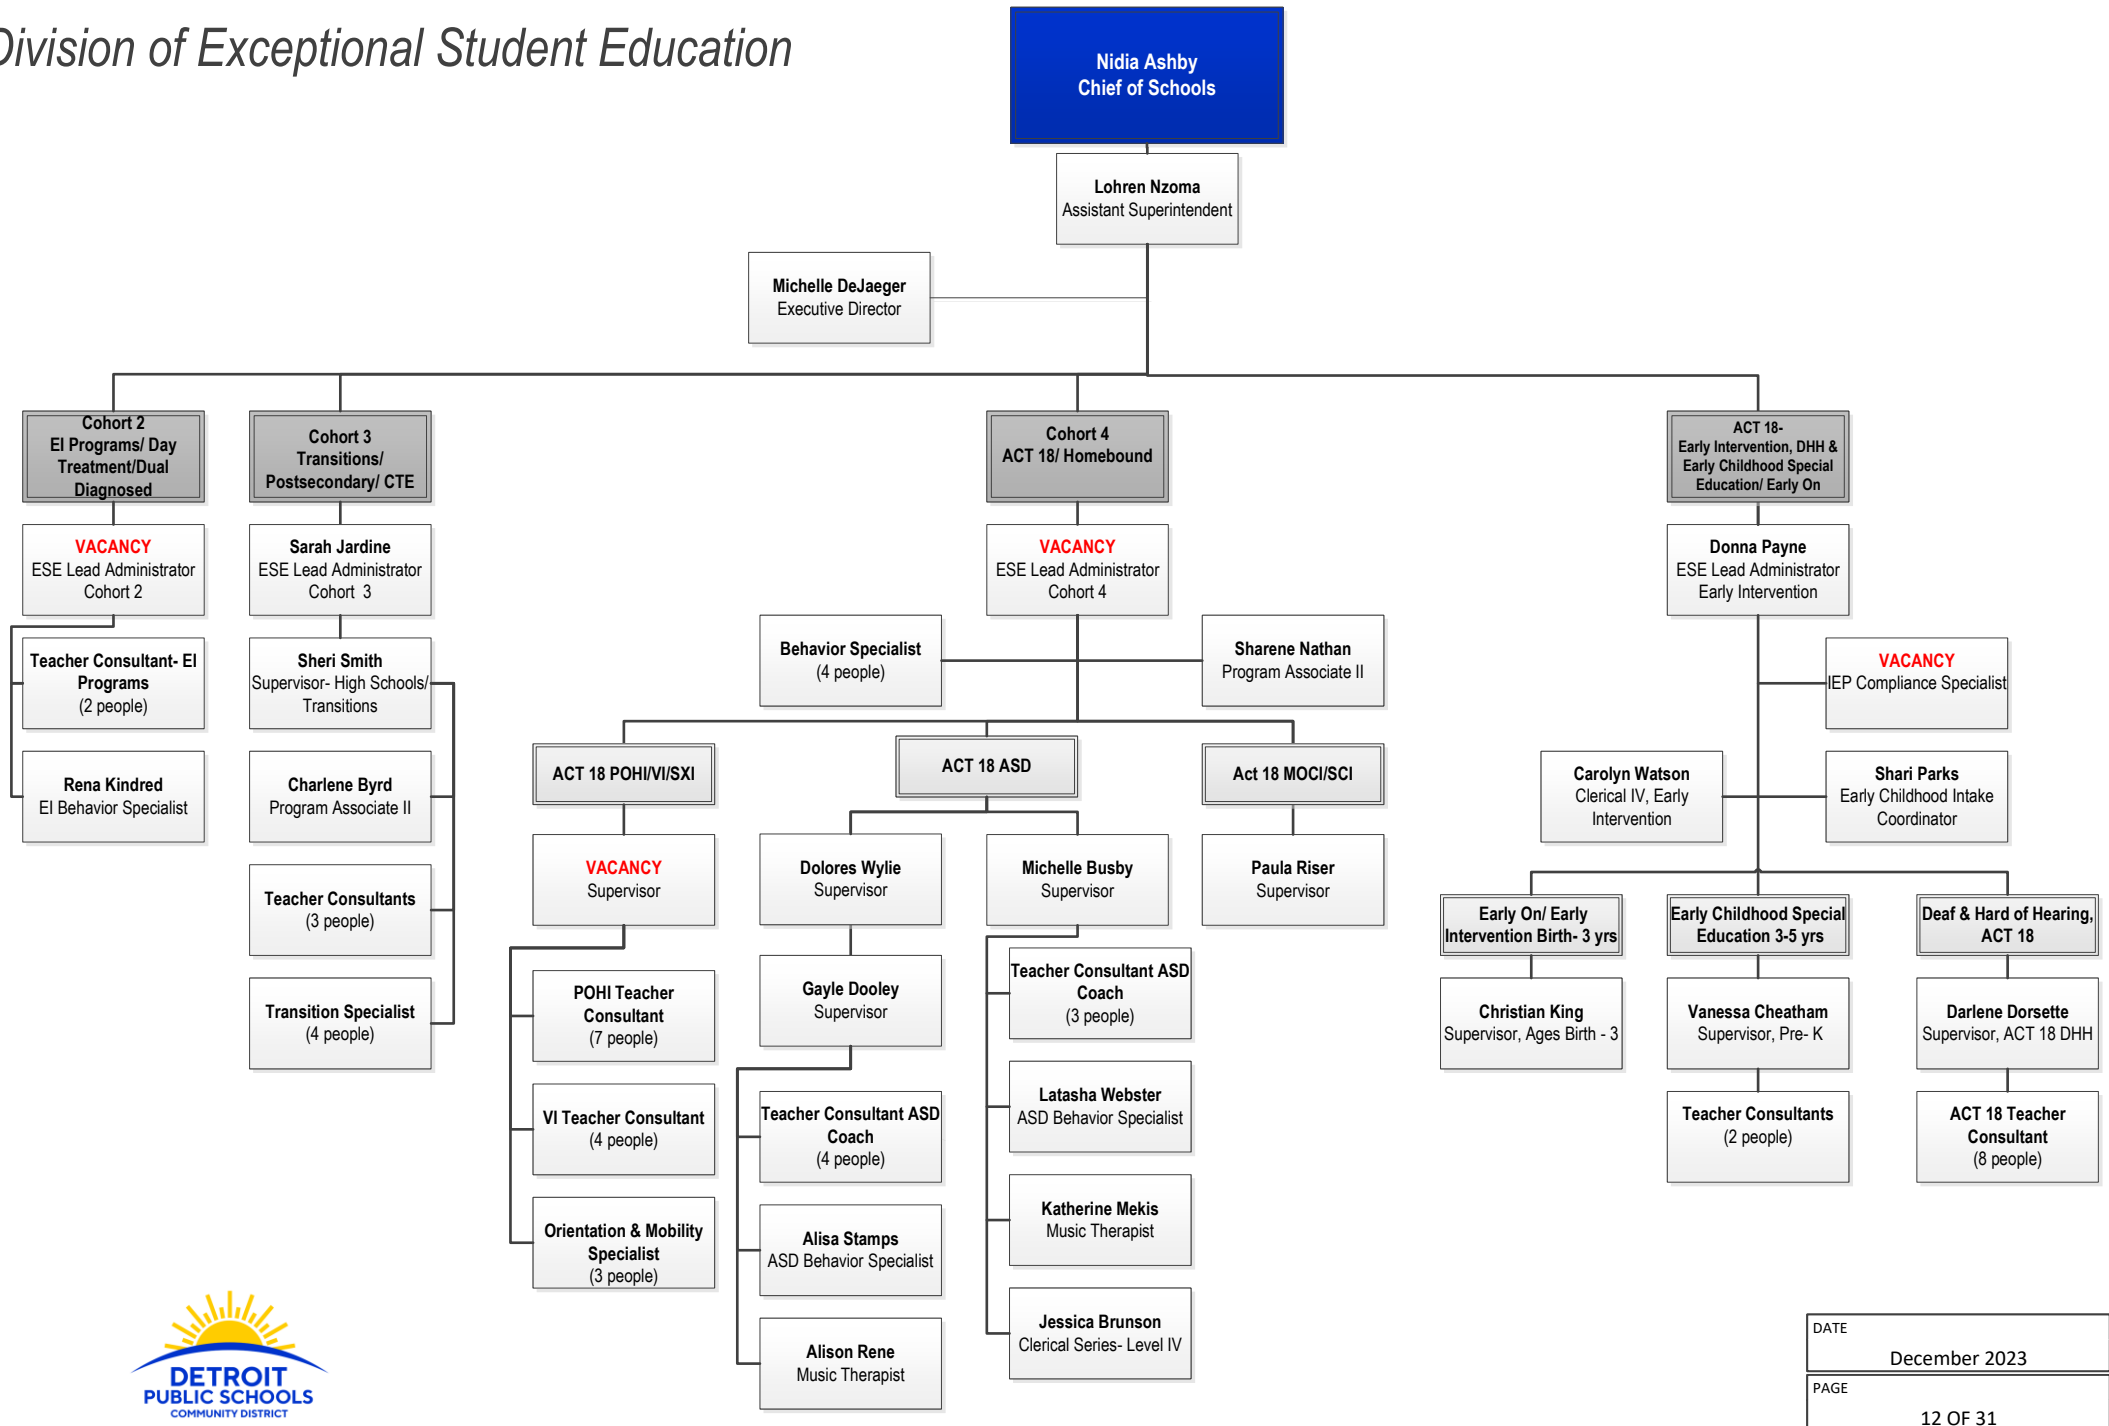 Division of Exceptional Student Education
Nidia Ashby
Chief of Schools
Lohren Nzoma
Assistant Superintendent
Michelle DeJaeger
Executive Director
Cohort 2
EI Programs/ Day
Treatment/Dual
Diagnosed
Cohort 3
Transitions/
Postsecondary/ CTE
Cohort 4
ACT 18/ Homebound
ACT 18-
Early Intervention, DHH &
Early Childhood Special
Education/ Early On
VACANCY
ESE Lead Administrator
Cohort 2
Sarah Jardine
ESE Lead Administrator
Cohort 3
VACANCY
ESE Lead Administrator
Cohort 4
Donna Payne
ESE Lead Administrator
Early Intervention
Teacher Consultant- EI
Programs
(2 people)
Sheri Smith
Supervisor- High Schools/
Transitions
Behavior Specialist
(4 people)
Sharene Nathan
Program Associate II
VACANCY
IEP Compliance Specialist
Rena Kindred
EI Behavior Specialist
Charlene Byrd
Program Associate II
ACT 18 POHI/VI/SXI
ACT 18 ASD
Act 18 MOCI/SCI
Carolyn Watson
Clerical IV, Early
Intervention
Shari Parks
Early Childhood Intake
Coordinator
Teacher Consultants
(3 people)
VACANCY
Supervisor
Dolores Wylie
Supervisor
Michelle Busby
Supervisor
Paula Riser
Supervisor
Early On/ Early
Intervention Birth- 3 yrs
Early Childhood Special
Education 3-5 yrs
Deaf & Hard of Hearing,
ACT 18
Transition Specialist
(4 people)
POHI Teacher
Consultant
(7 people)
Gayle Dooley
Supervisor
Teacher Consultant ASD
Coach
(3 people)
Christian King
Supervisor, Ages Birth - 3
Vanessa Cheatham
Supervisor, Pre- K
Darlene Dorsette
Supervisor, ACT 18 DHH
VI Teacher Consultant
(4 people)
Teacher Consultant ASD
Coach
(4 people)
Latasha Webster
ASD Behavior Specialist
Teacher Consultants
(2 people)
ACT 18 Teacher
Consultant
(8 people)
Orientation & Mobility
Specialist
(3 people)
Alisa Stamps
ASD Behavior Specialist
Katherine Mekis
Music Therapist
Alison Rene
Music Therapist
Jessica Brunson
Clerical Series- Level IV
DETROIT
PUBLIC SCHOOLS
COMMUNITY DISTRICT
DATE
December 2023
PAGE
12 OF 31